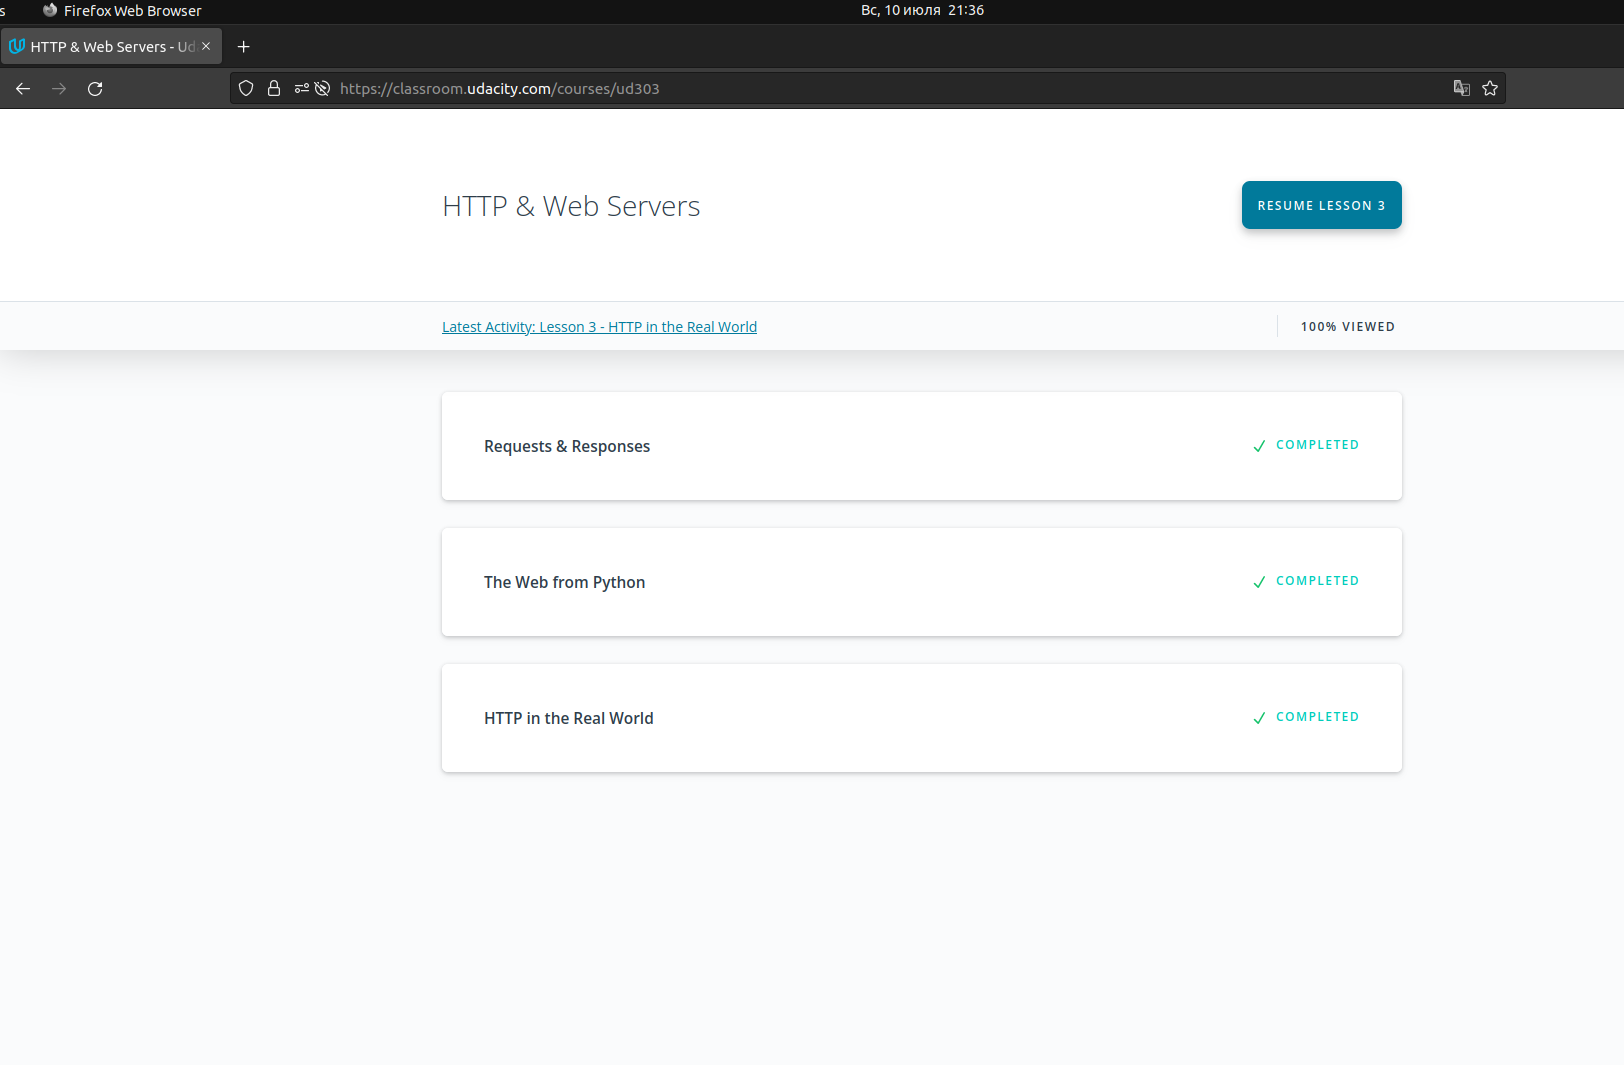 s Firefox Web Browser Вс, 10 июля 21:36
HTTP & Web Servers - Ud
https://classroom.udacity.com/courses/ud303
HTTP & Web Servers
RESUME LESSON 3
Latest Activity: Lesson 3 - HTTP in the Real World
100% VIEWED
Requests & Responses
COMPLETED
The Web from Python
COMPLETED
HTTP in the Real World
COMPLETED